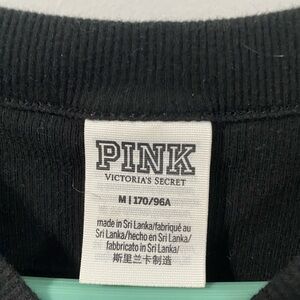 PINK
VICTORIA'S SECRET
M | 170/96A
made in Sri Lanka/fabriqué au
Sri Lanka/hecho en Sri Lanka/
fabbricato in Sri Lanka/
斯里兰卡制造